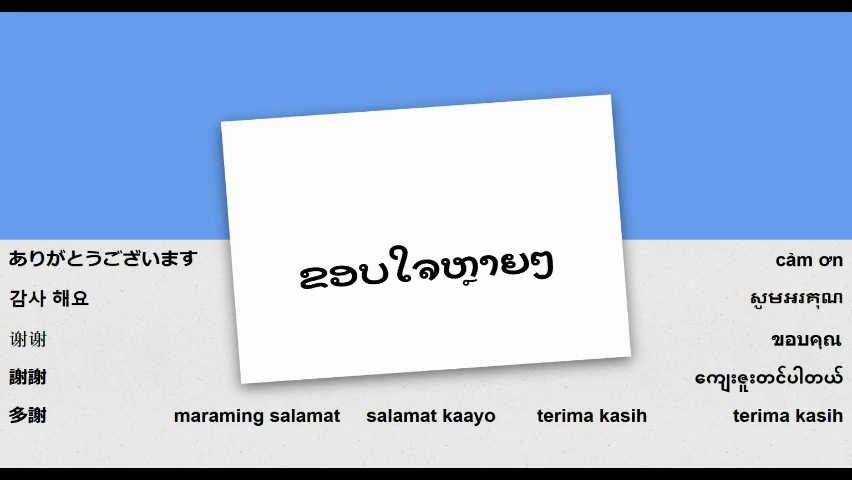 ຂອບໃຈຫຼາຍໆ
ありがとうございます
cảm ơn
감사 해요
សូមអរគុណ
谢谢
ขอบคุณ
謝謝
ကျေးဇူးတင်ပါတယ်
多謝
maraming salamat
salamat kaayo
terima kasih
terima kasih